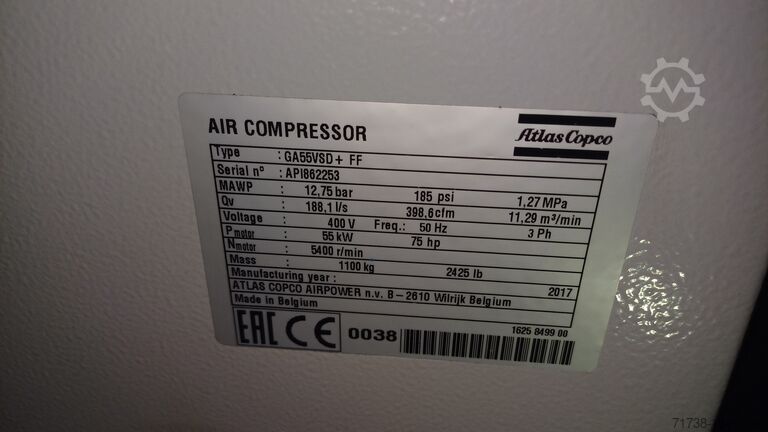 AIR COMPRESSOR
Atlas Copco
Type : GA55VSD+ FF
Serial n° : API862253
MAWP : 12,75 bar 185 psi 1,27 MPa
Qv : 188,1 l/s 398,6cfm 11,29 m³/min
Voltage : 400 V Freq.: 50 Hz 3 Ph
Pmotor : 55 kW 75 hp
Nmotor : 5400 r/min
Mass : 1100 kg 2425 lb
Manufacturing year : 2017
ATLAS COPCO AIRPOWER n.v. B – 2610 Wilrijk Belgium
Made in Belgium
EAC CE 0038
1625 8499 00